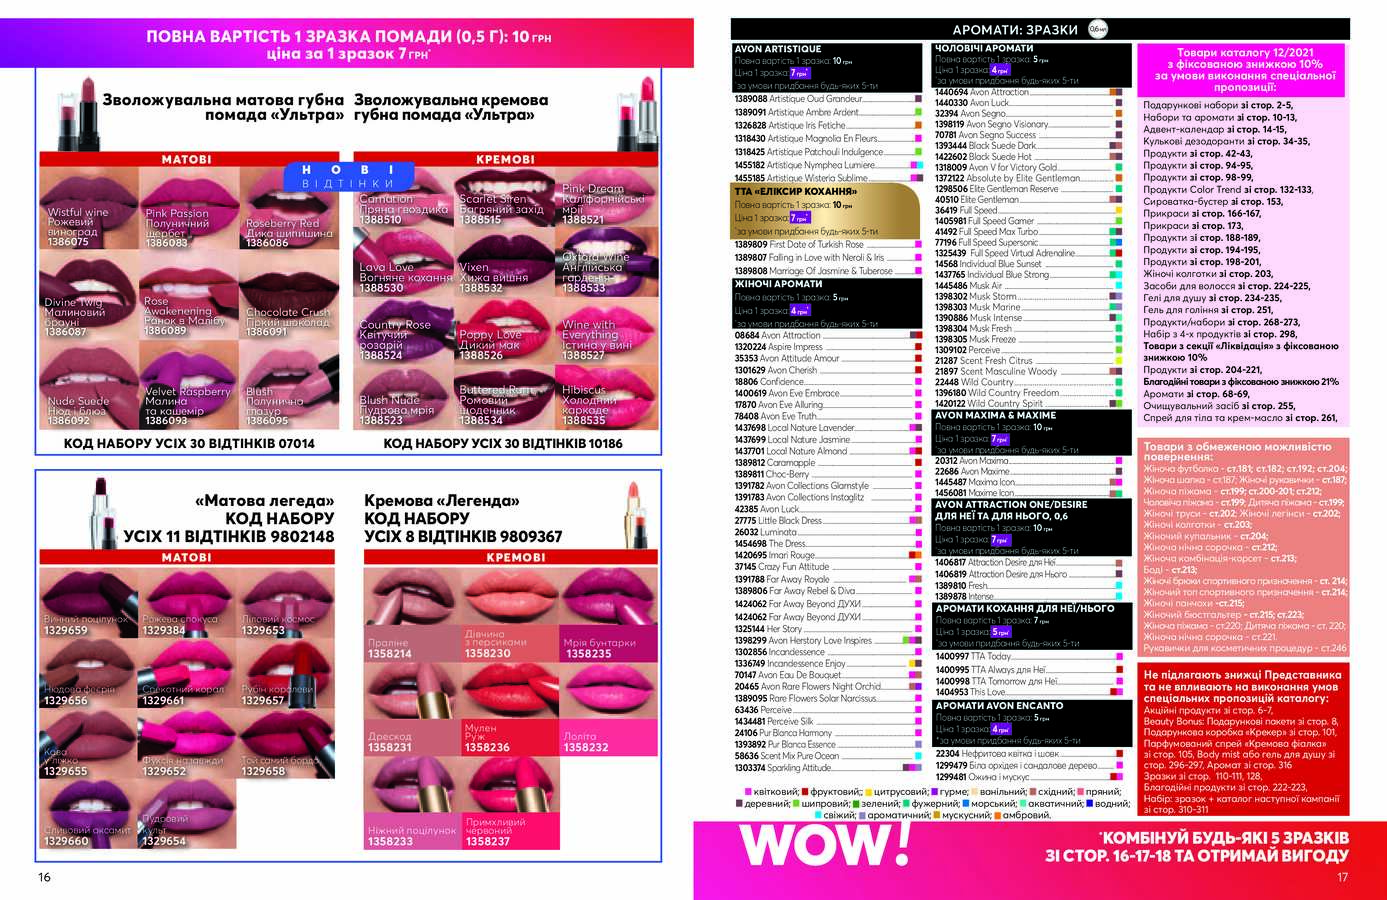 ПОВНА ВАРТІСТЬ 1 ЗРАЗКА ПОМАДИ (0,5 Г): 10 ГРН
ціна за 1 зразок 7 ГРН*
Зволожувальна матова губна
помада «Ультра»
Зволожувальна кремова
губна помада «Ультра»
МАТОВІ
КРЕМОВІ
НОВІ
ВІДТІНКИ
Wistful wine
Рожевий
виноград
1386075
Pink Passion
Полуничний
щербет
1386083
Roseberry Red
Дика шипшина
1386086
Divine Twig
Малиновий
брауні
1386087
Rose
Awakenening
Ранок в Малібу
1386089
Chocolate Crush
Гіркий шоколад
1386091
Nude Suede
Нюд і блюз
1386092
Velvet Raspberry
Малина
та кашемір
1386093
Blush
Полунична
глазур
1386095
Carnation
Пряна гвоздика
1388510
Scarlet Siren
Багряний захід
1388515
Pink Dream
Каліфорнійські
мрії
1388521
Lava Love
Вогняне кохання
1388530
Vixen
Хижа вишня
1388532
Oxford Wine
Англійська
гарденія
1388533
Country Rose
Квітучий
розарій
1388524
Poppy Love
Дикий мак
1388526
Wine with
Everything
Істина у вині
1388527
Blush Nude
Пудрова мрія
1388523
Buttered Rum
Ромовий
щоденник
1388534
Hibiscus
Холодний
каркаде
1388535
КОД НАБОРУ УСІХ 30 ВІДТІНКІВ 07014
КОД НАБОРУ УСІХ 30 ВІДТІНКІВ 10186
«Матова легеда»
КОД НАБОРУ
УСІХ 11 ВІДТІНКІВ 9802148
Кремова «Легенда»
КОД НАБОРУ
УСІХ 8 ВІДТІНКІВ 9809367
МАТОВІ
КРЕМОВІ
Винний поцілунок
1329659
Рожева спокуса
1329384
Ліловий космос
1329653
Нюдова феєрія
1329656
Спекотний корал
1329661
Рубін королеви
1329657
Кава
у ліжко
1329655
Фуксія назавжди
1329652
Той самий бордо
1329658
Сливовий оксамит
1329660
Пудровий
культ
1329654
Праліне
1358214
Дівчина
з персиками
1358230
Мрія бунтарки
1358235
Дрескод
1358231
Мулен
Руж
1358236
Лоліта
1358232
Ніжний поцілунок
1358233
Примхливий
червоний
1358237
16
АРОМАТИ: ЗРАЗКИ 0,6 мл
AVON ARTISTIQUE
Повна вартість 1 зразка: 10 грн
Ціна 1 зразка: 7 грн*
*за умови придбання будь-яких 5-ти
1389088 Artistique Oud Grandeur
1389091 Artistique Ambre Ardent
1326828 Artistique Iris Fetiche
1318430 Artistique Magnolia En Fleurs
1318425 Artistique Patchouli Indulgence
1455182 Artistique Nymphea Lumiere
1455185 Artistique Wisteria Sublime
ТТА «ЕЛІКСИР КОХАННЯ»
Повна вартість 1 зразка: 10 грн
Ціна 1 зразка: 7 грн*
*за умови придбання будь-яких 5-ти
1389809 First Date of Turkish Rose
1389807 Falling in Love with Neroli & Iris
1389808 Marriage Of Jasmine & Tuberose
ЖІНОЧІ АРОМАТИ
Повна вартість 1 зразка: 5 грн
Ціна 1 зразка: 4 грн*
*за умови придбання будь-яких 5-ти
08684 Avon Attraction
1320224 Aspire Impress
35353 Avon Attitude Amour
1301629 Avon Cherish
18806 Confidence
1400619 Avon Eve Embrace
17870 Avon Eve Alluring
78408 Avon Eve Truth
1437698 Local Nature Lavender
1437699 Local Nature Jasmine
1437701 Local Nature Almond
1389812 Caramapple
1389811 Choc-Berry
1391782 Avon Collections Glamstyle
1391783 Avon Collections Instaglitz
42385 Avon Luck
27775 Little Black Dress
26032 Luminata
1454698 The Dress
1420695 Imari Rouge
37145 Crazy Fun Attitude
1391788 Far Away Royale
1389806 Far Away Rebel & Diva
1424062 Far Away Beyond ДУХИ
1424062 Far Away Beyond ДУХИ
1325144 Her Story
1398299 Avon Herstory Love Inspires
1302856 Incandessence
1336749 Incandessence Enjoy
70147 Avon Eau De Bouquet
20465 Avon Rare Flowers Night Orchid
1389095 Rare Flowers Solar Narcissus
63436 Perceive
1434481 Perceive Silk
24106 Pur Blanca Harmony
1393892 Pur Blanca Essence
58636 Scent Mix Pure Ocean
1303374 Sparkling Attitude
ЧОЛОВІЧІ АРОМАТИ
Повна вартість 1 зразка: 5 грн
Ціна 1 зразка: 4 грн*
*за умови придбання будь-яких 5-ти
1440694 Avon Attraction
1440330 Avon Luck
32394 Avon Segno
1398119 Avon Segno Visionary
70781 Avon Segno Success
1393444 Black Suede Dark
1422602 Black Suede Hot
1318009 Avon V for Victory Gold
1372122 Absolute by Elite Gentleman
1298506 Elite Gentleman Reserve
40510 Elite Gentleman
36419 Full Speed
1405981 Full Speed Gamer
41492 Full Speed Max Turbo
77196 Full Speed Supersonic
1325439 Full Speed Virtual Adrenaline
14568 Individual Blue Sunset
1437765 Individual Blue Strong
1445486 Musk Air
1398302 Musk Storm
1398303 Musk Marine
1390886 Musk Intense
1398304 Musk Fresh
1398305 Musk Freeze
1309102 Perceive
21287 Scent Fresh Citrus
21897 Scent Masculine Woody
22448 Wild Country
1396180 Wild Country Freedom
1420122 Wild Country Spirit
AVON MAXIMA & MAXIME
Повна вартість 1 зразка: 10 грн
Ціна 1 зразка: 7 грн*
*за умови придбання будь-яких 5-ти
20312 Avon Maxima
22686 Avon Maxime
1445487 Maxima Icon
1456081 Maxime Icon
AVON ATTRACTION ONE/DESIRE
ДЛЯ НЕЇ ТА ДЛЯ НЬОГО, 0,6
Повна вартість 1 зразка: 10 грн
Ціна 1 зразка: 7 грн*
*за умови придбання будь-яких 5-ти
1406817 Attraction Desire для Неї
1406819 Attraction Desire для Нього
1389810 Fresh
1389878 Intense
АРОМАТИ КОХАННЯ ДЛЯ НЕЇ/НЬОГО
Повна вартість 1 зразка: 7 грн
Ціна 1 зразка: 5 грн*
*за умови придбання будь-яких 5-ти
1400997 TTA Today
1400995 TTA Always для Неї
1400998 TTA Tomorrow для Неї
1404953 This Love
АРОМАТИ AVON ENCANTO
Повна вартість 1 зразка: 5 грн
Ціна 1 зразка: 4 грн*
*за умови придбання будь-яких 5-ти
22304 Нефритова квітка і шовк
1299479 Біла орхідея і сандалове дерево
1299481 Ожина і мускус
квітковий; фруктовий; цитрусовий; гурме; ванільний; східний; пряний;
деревний; шипровий; зелений; фужерний; морський; акватичний; водний;
свіжий; ароматичний; мускусний; амбровий.
Товари каталогу 12/2021
з фіксованою знижкою 10%
за умови виконання спеціальної
пропозиції:
Подарункові набори зі стор. 2-5,
Набори та аромати зі стор. 10-13,
Адвент-календар зі стор. 14-15,
Кулькові дезодоранти зі стор. 34-35,
Продукти зі стор. 42-43,
Продукти зі стор. 94-95,
Продукти зі стор. 98-99,
Продукти Color Trend зі стор. 132-133,
Сироватка-бустер зі стор. 153,
Прикраси зі стор. 166-167,
Прикраси зі стор. 173,
Продукти зі стор. 188-189,
Продукти зі стор. 194-195,
Продукти зі стор. 198-201,
Жіночі колготки зі стор. 203,
Засоби для волосся зі стор. 224-225,
Гелі для душу зі стор. 234-235,
Гель для гоління зі стор. 251,
Продукти/набори зі стор. 268-273,
Набір з 4-х продуктів зі стор. 298,
Товари з секції «Ліквідація» з фіксованою
знижкою 10%
Продукти зі стор. 204-221,
Благодійні товари з фіксованою знижкою 21%
Аромати зі стор. 68-69,
Очищувальний засіб зі стор. 255,
Спрей для тіла та крем-масло зі стор. 261,
Товари з обмеженою можливістю
повернення:
Жіноча футболка - ст.181; ст.182; ст.192; ст.204;
Жіноча шапка - ст.187; Жіночі рукавички - ст.187;
Жіноча піжама - ст.199; ст.200-201; ст.212;
Чоловіча піжама - ст.199; Дитяча піжама - ст.199;
Жіночі труси - ст.202; Жіночі легінси - ст.202;
Жіночі колготки - ст.203;
Жіночий купальник - ст.204;
Жіноча нічна сорочка - ст.212;
Жіноча комбінація-корсет - ст.213;
Боді - ст.213;
Жіночі брюки спортивного призначення - ст. 214;
Жіночий топ спортивного призначення - ст.214;
Жіночі панчохи -ст.215;
Жіночий бюстгальтер - ст.215; ст.223;
Жіноча піжама - ст.220; Дитяча піжама - ст. 220;
Жіноча нічна сорочка - ст.221.
Рукавички для косметичних процедур - ст.246
Не підлягають знижці Представника
та не впливають на виконання умов
спеціальних пропозицій каталогу:
Акційні продукти зі стор. 6-7,
Beauty Bonus: Подарункові пакети зі стор. 8,
Подарункова коробка «Крекер» зі стор. 101,
Парфумований спрей «Кремова фіалка»
зі стор. 105, Body mist або гель для душу зі
стор. 296-297, Аромат зі стор. 316
Зразки зі стор. 110-111, 128,
Благодійні продукти зі стор. 222-223,
Набір: зразок + каталог наступної кампанії
зі стор. 310-311
WOW!
*КОМБІНУЙ БУДЬ-ЯКІ 5 ЗРАЗКІВ
ЗІ СТОР. 16-17-18 ТА ОТРИМАЙ ВИГОДУ
17